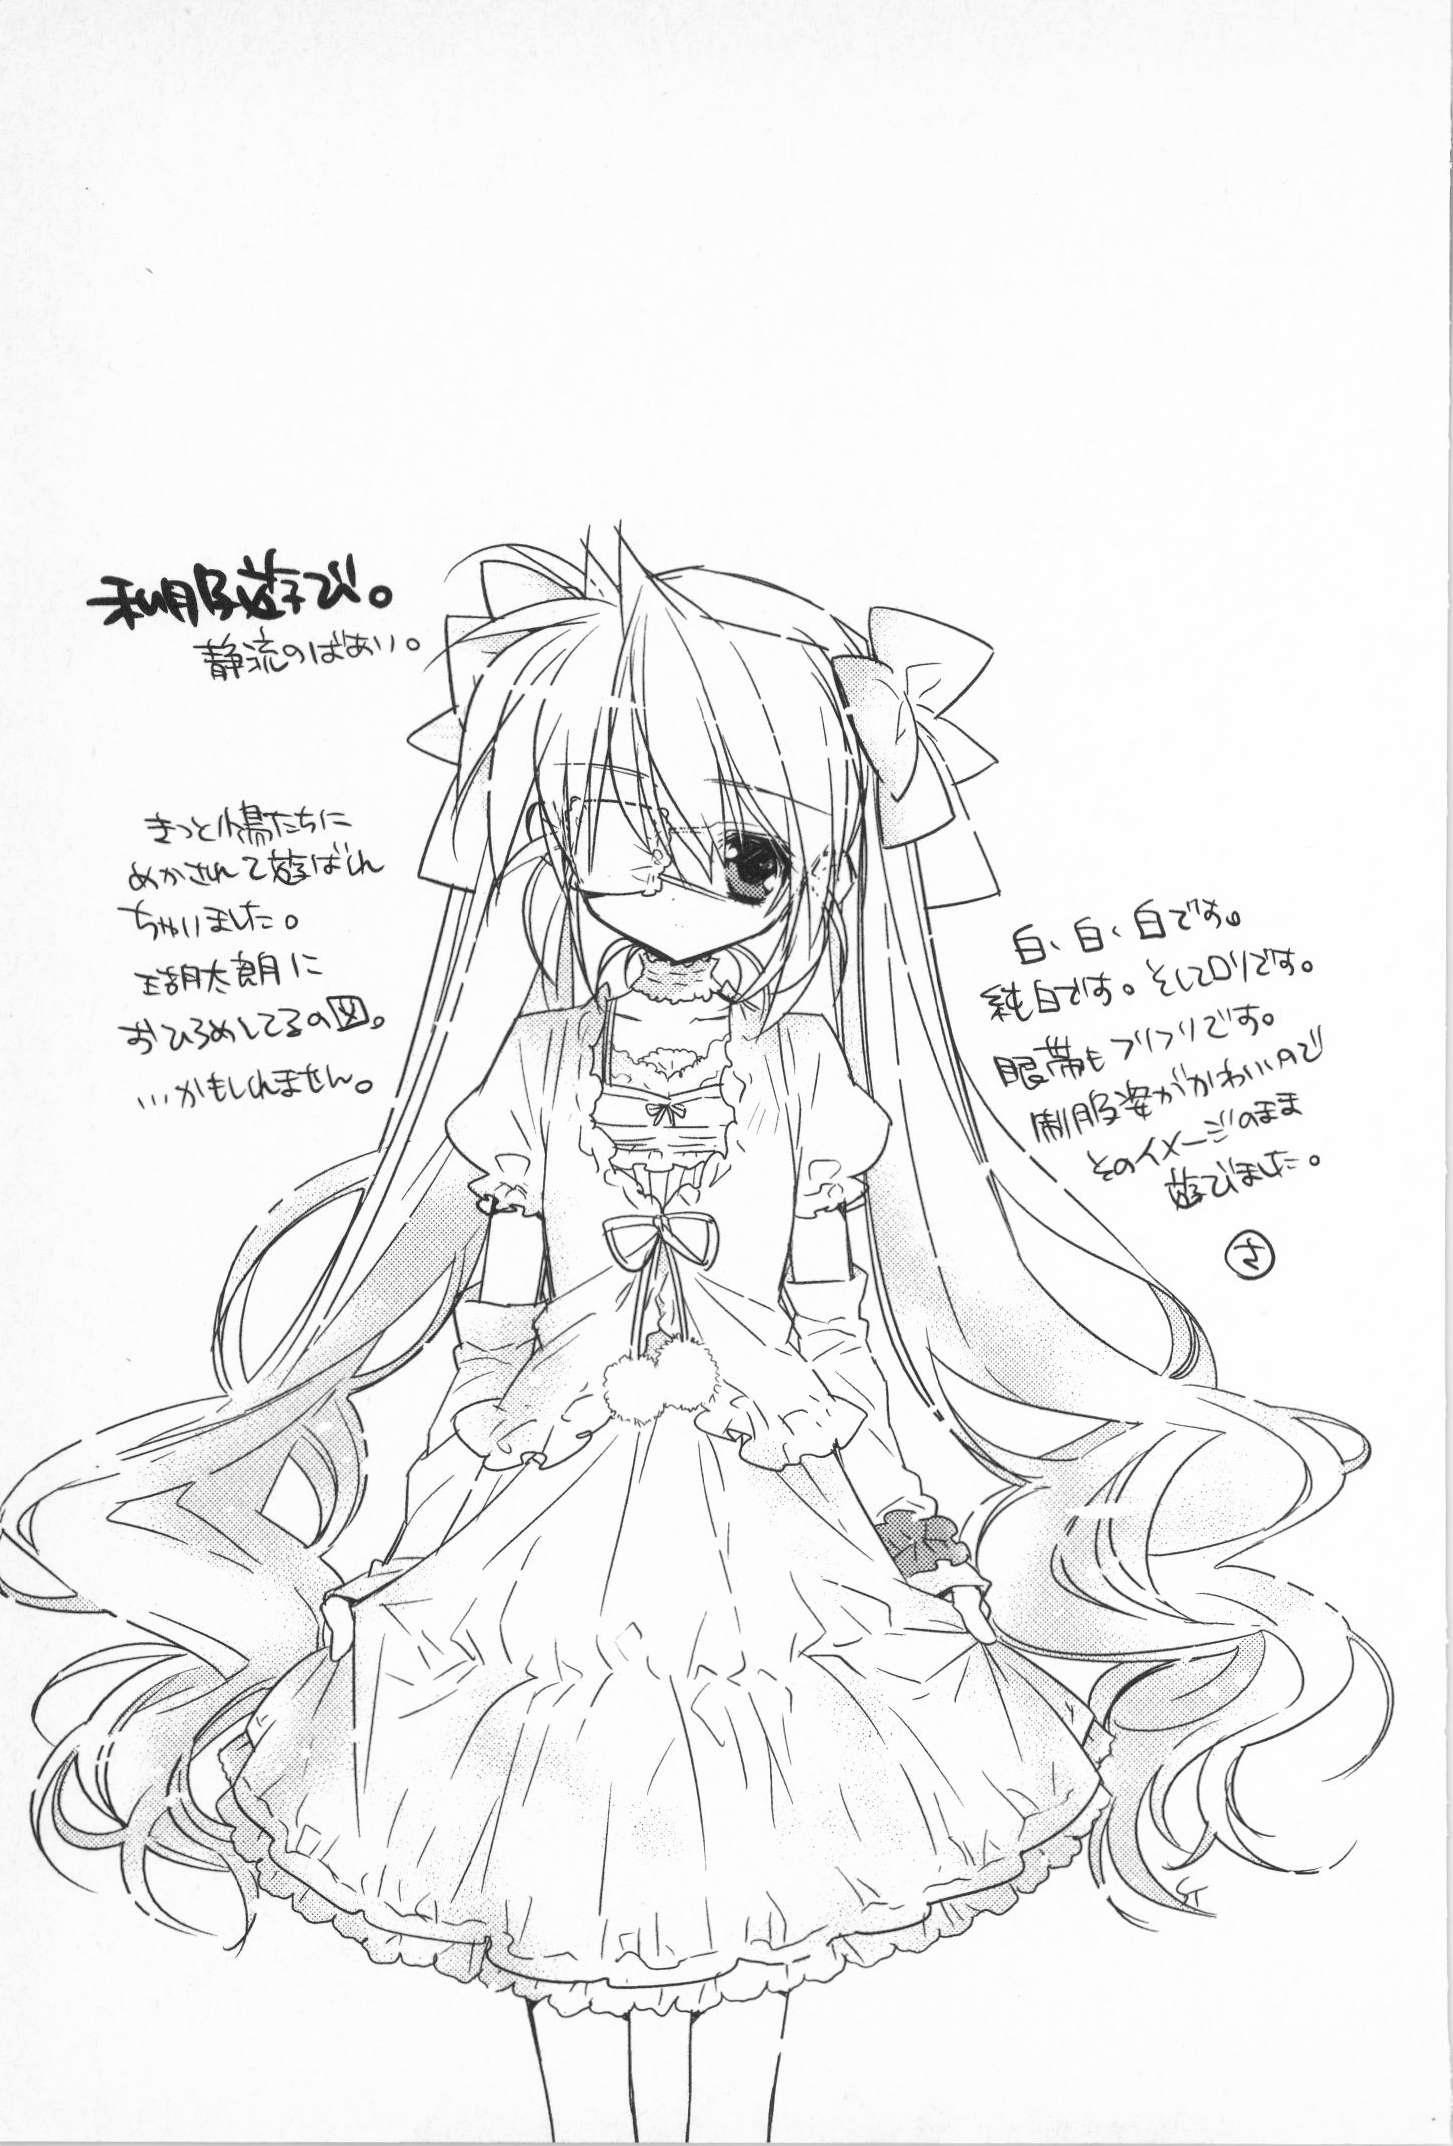 私服遊び。
静流のばあい。
きっと鳥たちに
めかされて遊ばれ
ちゃいました。
瑚太朗に
おひろめしてるの図。
…かもしれません。
白、白、白です。
純白です。そしてロリです。
眼帯もフリフリです。
制服姿がかわいいので
そのイメージのまま
遊びました。
さ